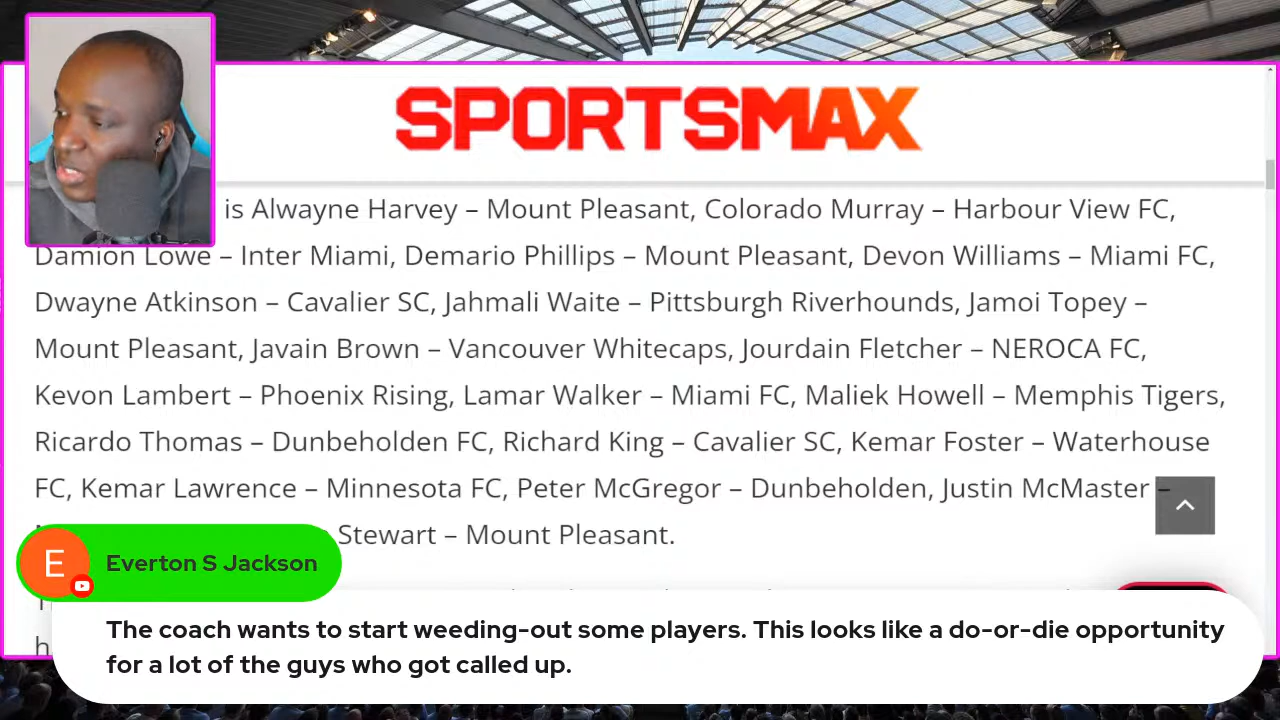 SPORTSMAX
is Alwayne Harvey – Mount Pleasant, Colorado Murray – Harbour View FC,
Damion Lowe – Inter Miami, Demario Phillips – Mount Pleasant, Devon Williams – Miami FC,
Dwayne Atkinson – Cavalier SC, Jahmali Waite – Pittsburgh Riverhounds, Jamoi Topey –
Mount Pleasant, Javain Brown – Vancouver Whitecaps, Jourdain Fletcher – NEROCA FC,
Kevon Lambert – Phoenix Rising, Lamar Walker – Miami FC, Maliek Howell – Memphis Tigers,
Ricardo Thomas – Dunbeholden FC, Richard King – Cavalier SC, Kemar Foster – Waterhouse
FC, Kemar Lawrence – Minnesota FC, Peter McGregor – Dunbeholden, Justin McMaster –
Stewart – Mount Pleasant.
E
Everton S Jackson
The coach wants to start weeding-out some players. This looks like a do-or-die opportunity
for a lot of the guys who got called up.